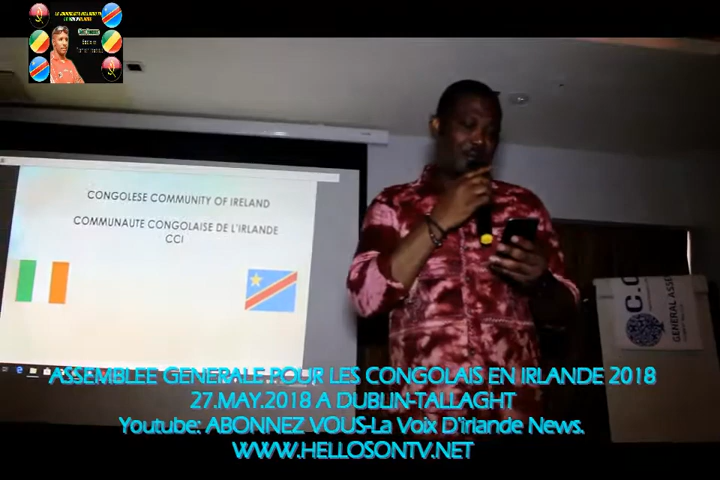 CONGOLESE COMMUNITY OF IRELAND
COMMUNAUTE CONGOLAISE DE L'IRLANDE
CCI
C.C
GENERAL ASSE
ASSEMBLEE GENERALE POUR LES CONGOLAIS EN IRLANDE 2018
27.MAY.2018 A DUBLIN-TALLAGHT
Youtube: ABONNEZ VOUS-La Voix D'irlande News.
WWW.HELLOSONTV.NET